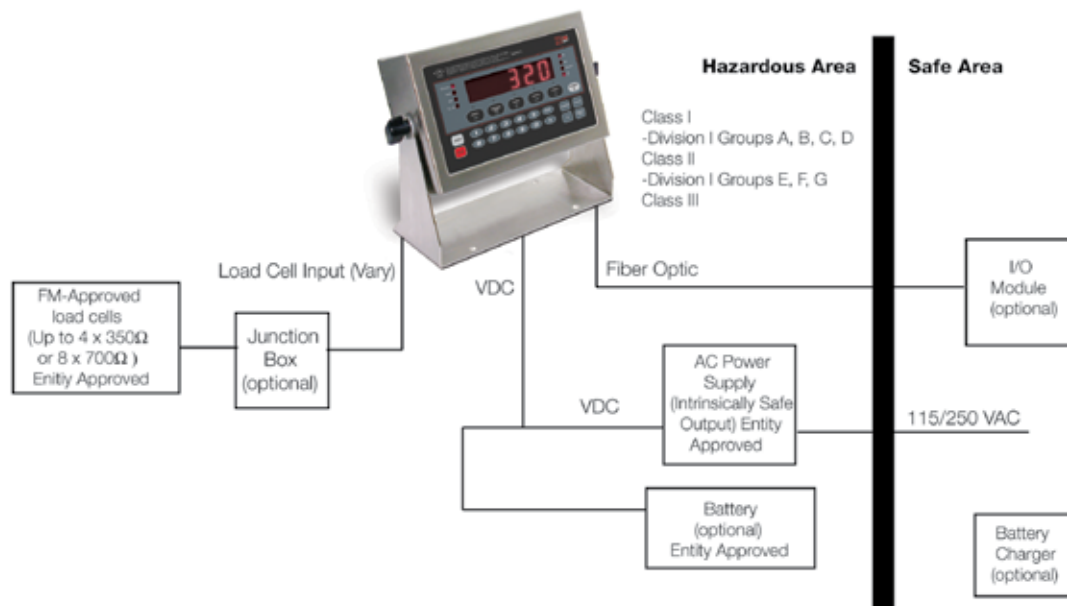 320
Hazardous Area
Safe Area
Class I
-Division I Groups A, B, C, D
Class II
-Division I Groups E, F, G
Class III
Load Cell Input (Vary)
VDC
Fiber Optic
I/O
Module
(optional)
FM-Approved
load cells
(Up to 4 x 350Ω
or 8 x 700Ω )
Enitiy Approved
Junction
Box
(optional)
VDC
AC Power
Supply
(Intrinsically Safe
Output) Entity
Approved
115/250 VAC
Battery
(optional)
Entity Approved
Battery
Charger
(optional)